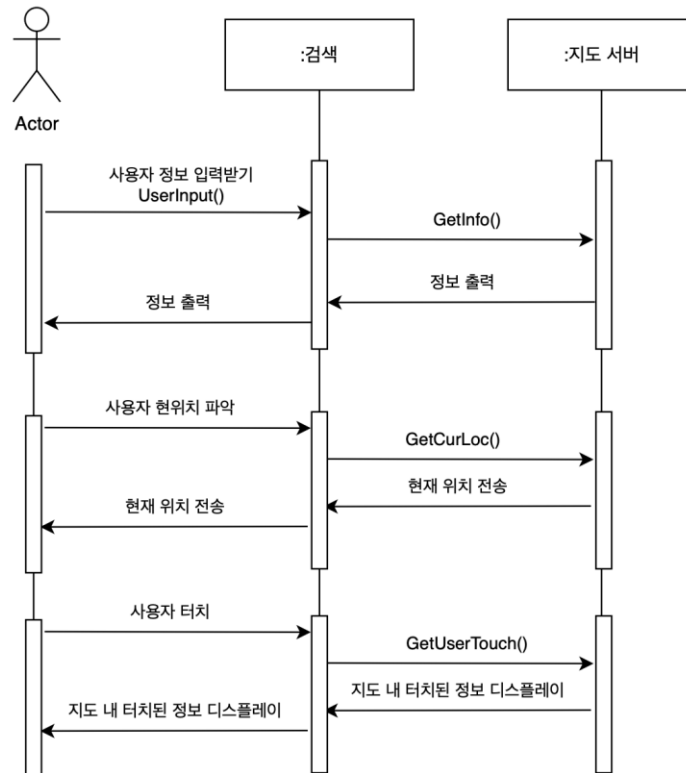 :검색
:지도 서버
Actor
사용자 정보 입력받기
UserInput()
GetInfo()
정보 출력
정보 출력
사용자 현위치 파악
GetCurLoc()
현재 위치 전송
현재 위치 전송
사용자 터치
GetUserTouch()
지도 내 터치된 정보 디스플레이
지도 내 터치된 정보 디스플레이